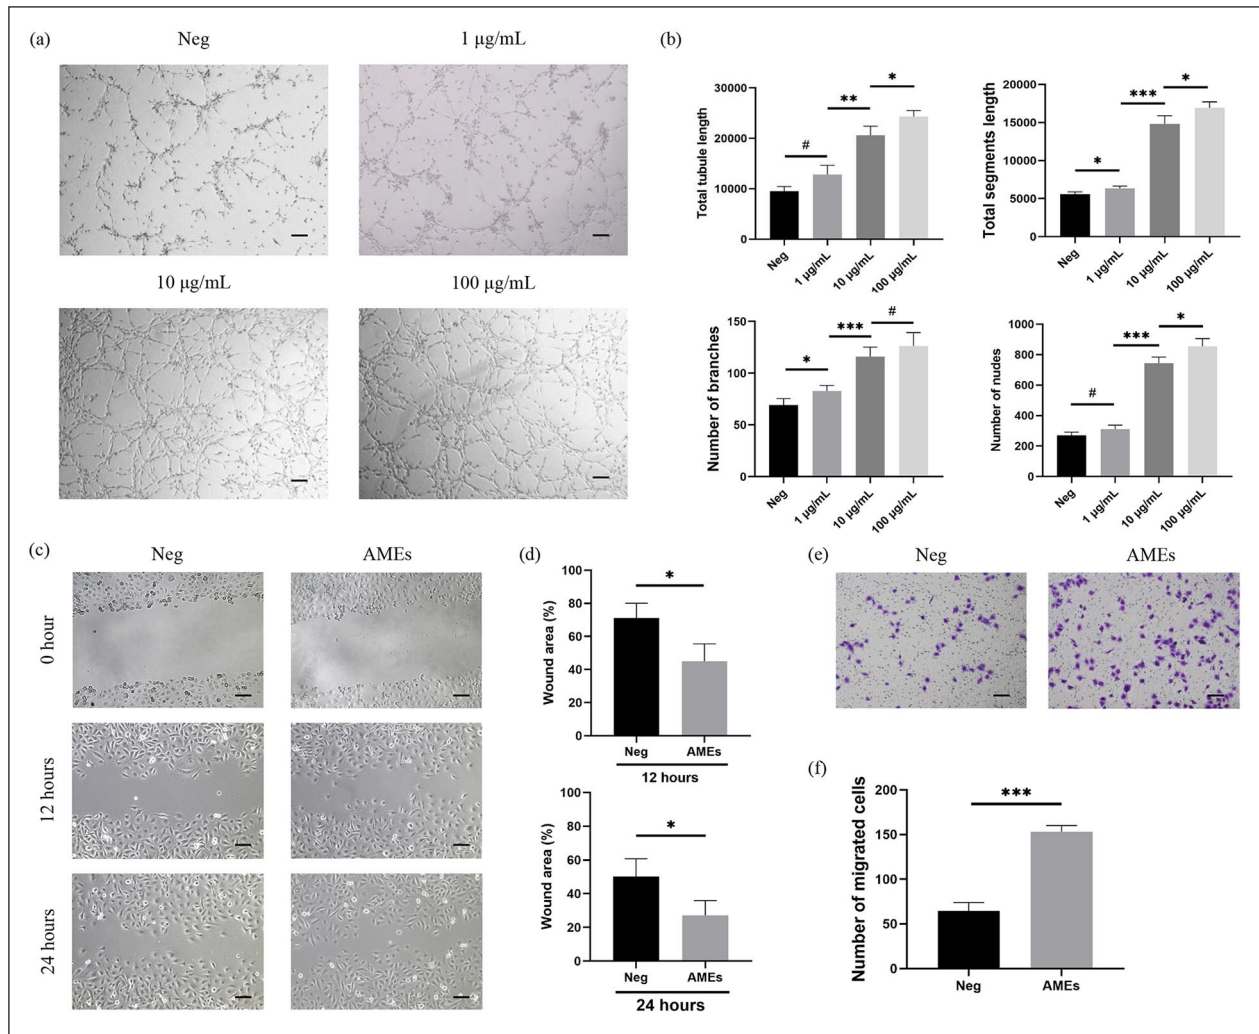 (a)
Neg
1 μg/mL
10 μg/mL
100 μg/mL
(b)
Total tubule length
30000
20000
10000
0
#
**
*
Neg
1 μg/mL
10 μg/mL
100 μg/mL
Total segments length
20000
15000
10000
5000
0
*
***
*
Neg
1 μg/mL
10 μg/mL
100 μg/mL
Number of branches
150
100
50
0
*
***
#
Neg
1 μg/mL
10 μg/mL
100 μg/mL
Number of nudes
1000
800
600
400
200
0
#
***
*
Neg
1 μg/mL
10 μg/mL
100 μg/mL
(c)
Neg
AMEs
0 hour
12 hours
24 hours
(d)
Wound area (%)
100
80
60
40
20
0
*
Neg
AMEs
12 hours
Wound area (%)
100
80
60
40
20
0
*
Neg
AMEs
24 hours
(e)
Neg
AMEs
(f)
Number of migrated cells
200
150
100
50
0
***
Neg
AMEs